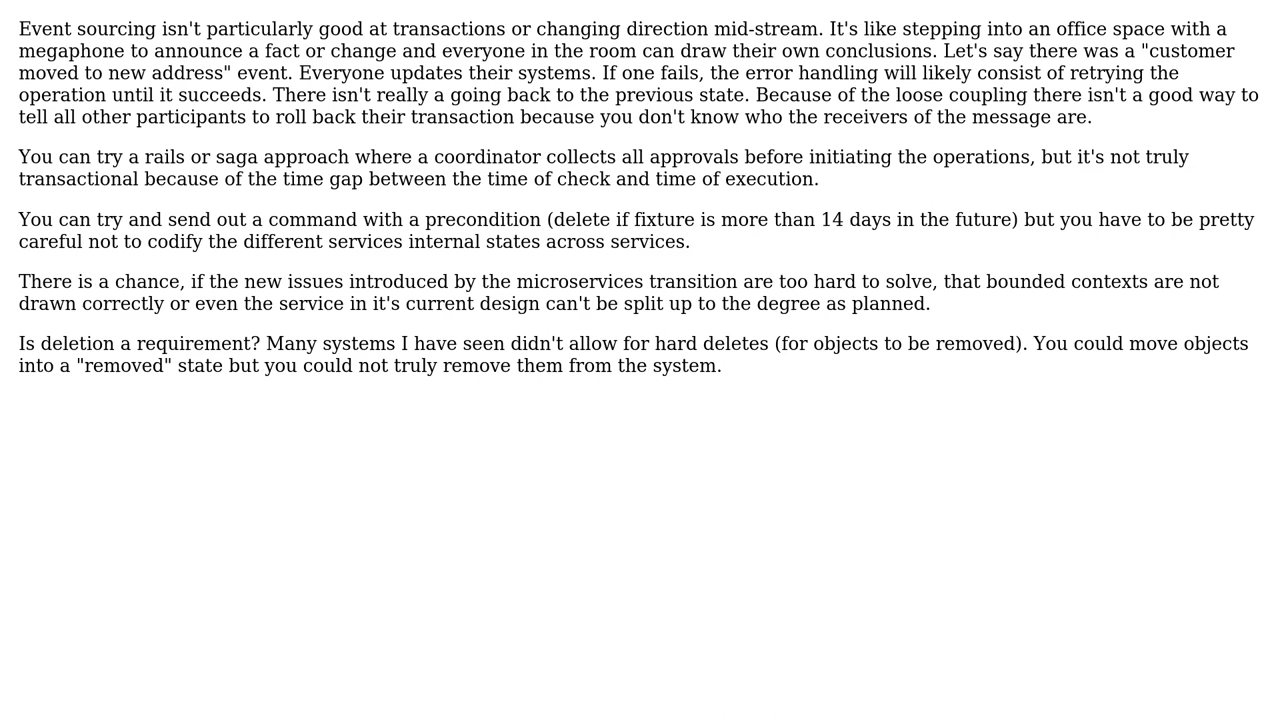 Event sourcing isn't particularly good at transactions or changing direction mid-stream. It's like stepping into an office space with a
megaphone to announce a fact or change and everyone in the room can draw their own conclusions. Let's say there was a "customer
moved to new address" event. Everyone updates their systems. If one fails, the error handling will likely consist of retrying the
operation until it succeeds. There isn't really a going back to the previous state. Because of the loose coupling there isn't a good way to
tell all other participants to roll back their transaction because you don't know who the receivers of the message are.
You can try a rails or saga approach where a coordinator collects all approvals before initiating the operations, but it's not truly
transactional because of the time gap between the time of check and time of execution.
You can try and send out a command with a precondition (delete if fixture is more than 14 days in the future) but you have to be pretty
careful not to codify the different services internal states across services.
There is a chance, if the new issues introduced by the microservices transition are too hard to solve, that bounded contexts are not
drawn correctly or even the service in it's current design can't be split up to the degree as planned.
Is deletion a requirement? Many systems I have seen didn't allow for hard deletes (for objects to be removed). You could move objects
into a "removed" state but you could not truly remove them from the system.